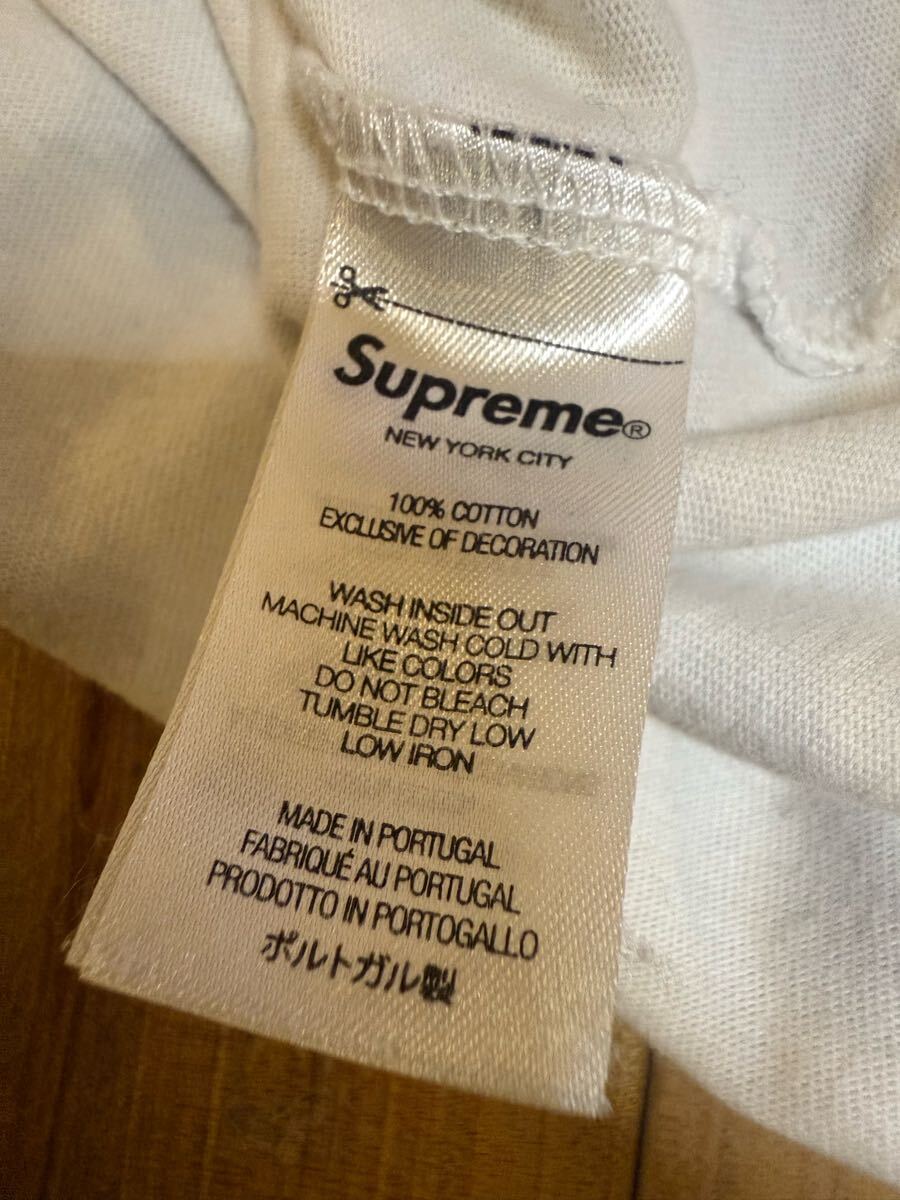 Supreme®
NEW YORK CITY
100% COTTON
EXCLUSIVE OF DECORATION
WASH INSIDE OUT
MACHINE WASH COLD WITH
LIKE COLORS
DO NOT BLEACH
TUMBLE DRY LOW
LOW IRON
MADE IN PORTUGAL
FABRIQUÉ AU PORTUGAL
PRODOTTO IN PORTOGALLO
ポルトガル製